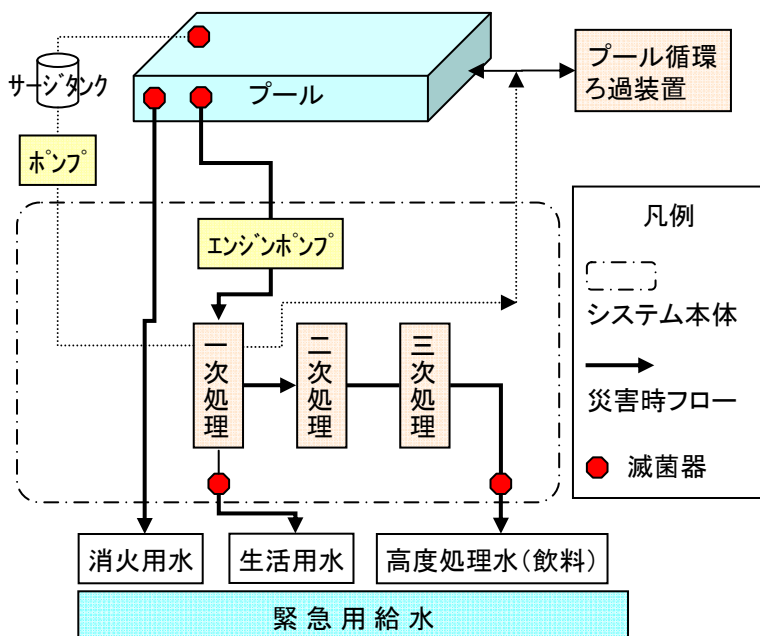 サージタンク
プール
プール循環
ろ過装置
ポンプ
エンジンポンプ
一次処理
二次処理
三次処理
消火用水
生活用水
高度処理水(飲料)
緊急用給水
凡例
システム本体
災害時フロー
滅菌器